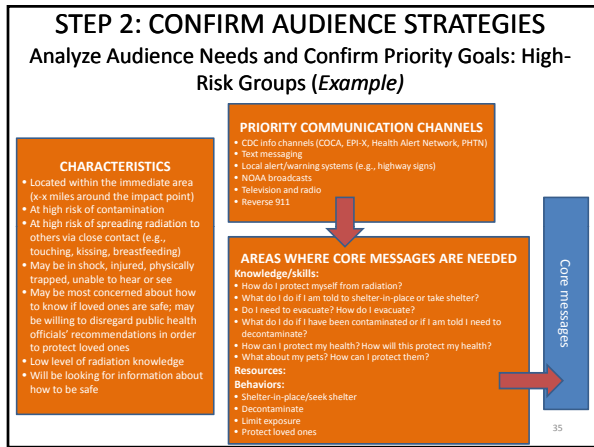 STEP 2: CONFIRM AUDIENCE STRATEGIES
Analyze Audience Needs and Confirm Priority Goals: High-
Risk Groups (Example)
CHARACTERISTICS
• Located within the immediate area
(x-x miles around the impact point)
• At high risk of contamination
• At high risk of spreading radiation to
others via close contact (e.g.,
touching, kissing, breastfeeding)
• May be in shock, injured, physically
trapped, unable to hear or see
• May be most concerned about how
to know if loved ones are safe; may
be willing to disregard public health
officials' recommendations in order
to protect loved ones
• Low level of radiation knowledge
• Will be looking for information about
how to be safe
PRIORITY COMMUNICATION CHANNELS
• CDC info channels (COCA, EPI-X, Health Alert Network, PHTN)
• Text messaging
• Local alert/warning systems (e.g., highway signs)
• NOAA broadcasts
• Television and radio
• Reverse 911
AREAS WHERE CORE MESSAGES ARE NEEDED
Knowledge/skills:
• How do I protect myself from radiation?
• What do I do if I am told to shelter-in-place or take shelter?
• Do I need to evacuate? How do I evacuate?
• What do I do if I have been contaminated or if I am told I need to
decontaminate?
• How can I protect my health? How will this protect my health?
• What about my pets? How can I protect them?
Resources:
Behaviors:
• Shelter-in-place/seek shelter
• Decontaminate
• Limit exposure
• Protect loved ones
Core messages
35